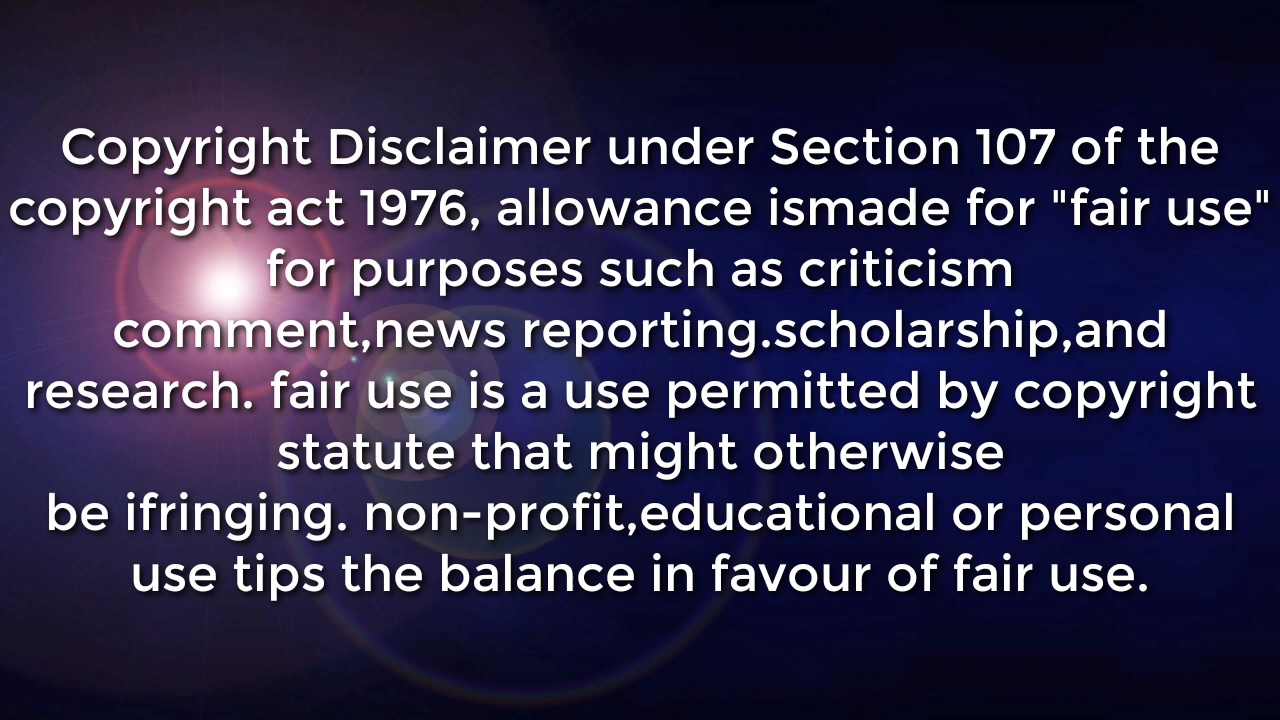 Copyright Disclaimer under Section 107 of the
copyright act 1976, allowance ismade for "fair use"
for purposes such as criticism
comment,news reporting.scholarship,and
research. fair use is a use permitted by copyright
statute that might otherwise
be ifringing. non-profit,educational or personal
use tips the balance in favour of fair use.